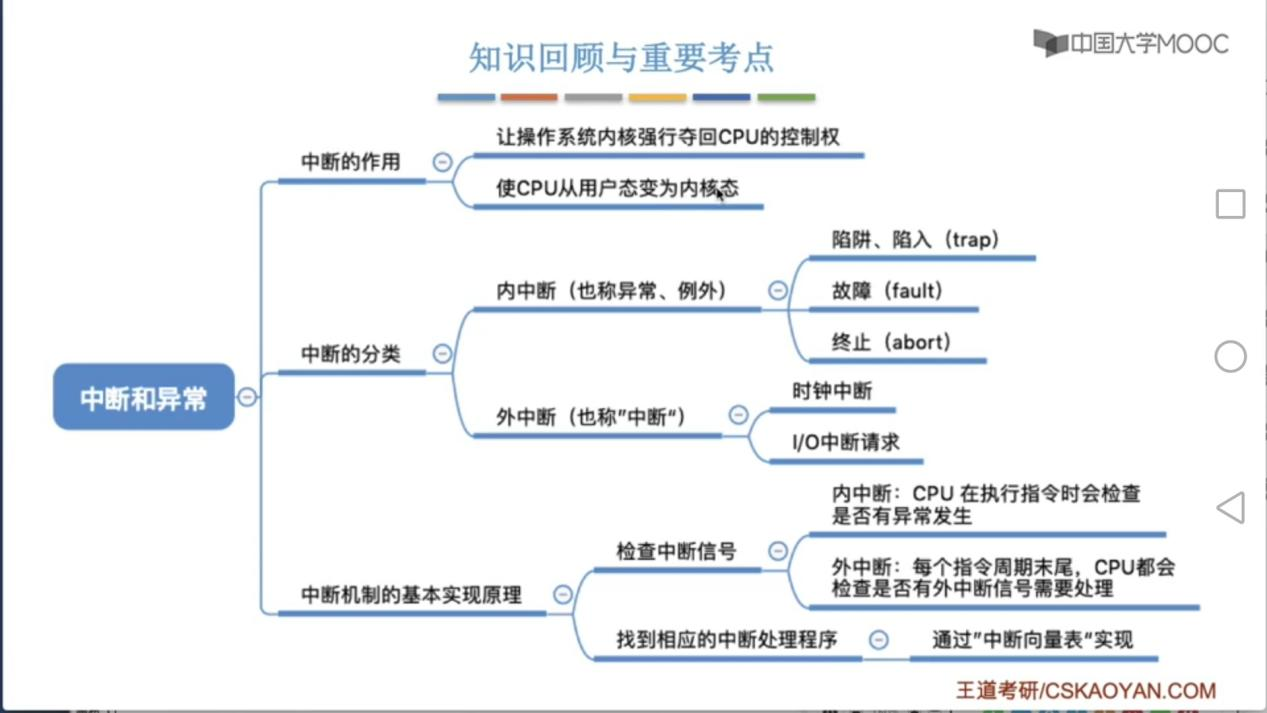 知识回顾与重要考点
中国大学MOOC
中断和异常
中断的作用
让操作系统内核强行夺回CPU的控制权
使CPU从用户态变为内核态
中断的分类
内中断（也称异常、例外）
陷阱、陷入（trap）
故障（fault）
终止（abort）
外中断（也称”中断“）
时钟中断
I/O中断请求
中断机制的基本实现原理
检查中断信号
内中断：CPU 在执行指令时会检查
是否有异常发生
外中断：每个指令周期末尾，CPU都会
检查是否有外中断信号需要处理
找到相应的中断处理程序
通过”中断向量表“实现
王道考研/CSKAOYAN.COM